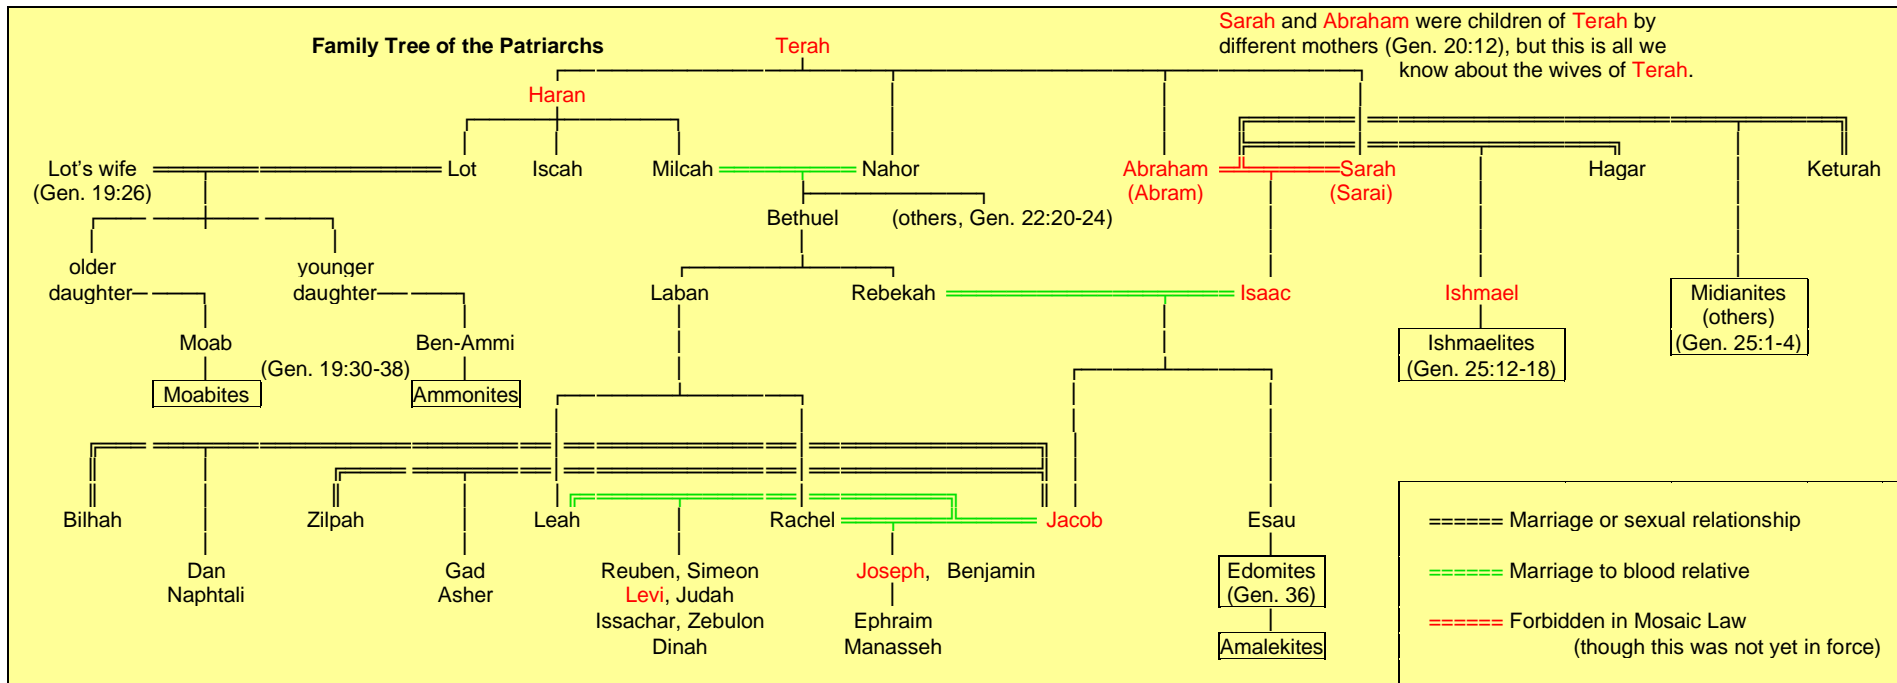 Family Tree of the Patriarchs
Terah
Sarah and Abraham were children of Terah by
different mothers (Gen. 20:12), but this is all we
know about the wives of Terah.
Haran
Lot's wife
(Gen. 19:26)
Lot
Iscah
Milcah
Nahor
Abraham
(Abram)
Sarah
(Sarai)
Hagar
Keturah
Bethuel
(others, Gen. 22:20-24)
older
daughter
younger
daughter
Laban
Rebekah
Isaac
Ishmael
Midianites
(others)
(Gen. 25:1-4)
Moab
(Gen. 19:30-38)
Ben-Ammi
Ishmaelites
(Gen. 25:12-18)
Moabites
Ammonites
Bilhah
Zilpah
Leah
Rachel
Jacob
Esau
Dan
Naphtali
Gad
Asher
Reuben, Simeon
Levi, Judah
Issachar, Zebulon
Dinah
Joseph, Benjamin
Ephraim
Manasseh
Edomites
(Gen. 36)
Amalekites
====== Marriage or sexual relationship
====== Marriage to blood relative
====== Forbidden in Mosaic Law
(though this was not yet in force)